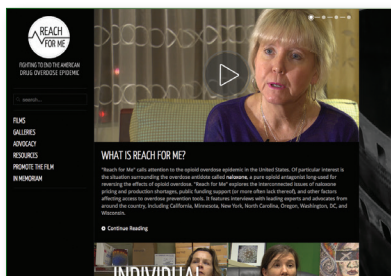 REACH
FOR ME
FIGHTING TO END THE AMERICAN
DRUG OVERDOSE EPIDEMIC
search...
FILMS
GALLERIES
ADVOCACY
RESOURCES
PROMOTE THE FILM
IN MEMORIAM
WHAT IS REACH FOR ME?
"Reach for Me" calls attention to the opioid overdose epidemic in the United States. Of particular interest is
the situation surrounding the overdose antidote called naloxone, a pure opioid antagonist long-used for
reversing the effects of opioid overdose. "Reach for Me" explores the interconnected issues of naloxone
pricing and production shortages, public funding support (or more often lack thereof), and other factors
affecting access to overdose prevention tools. It features interviews with leading experts and advocates from
around the country, including California, Minnesota, New York, North Carolina, Oregon, Washington, DC, and
Wisconsin.
Continue Reading
INDIVIDUAL